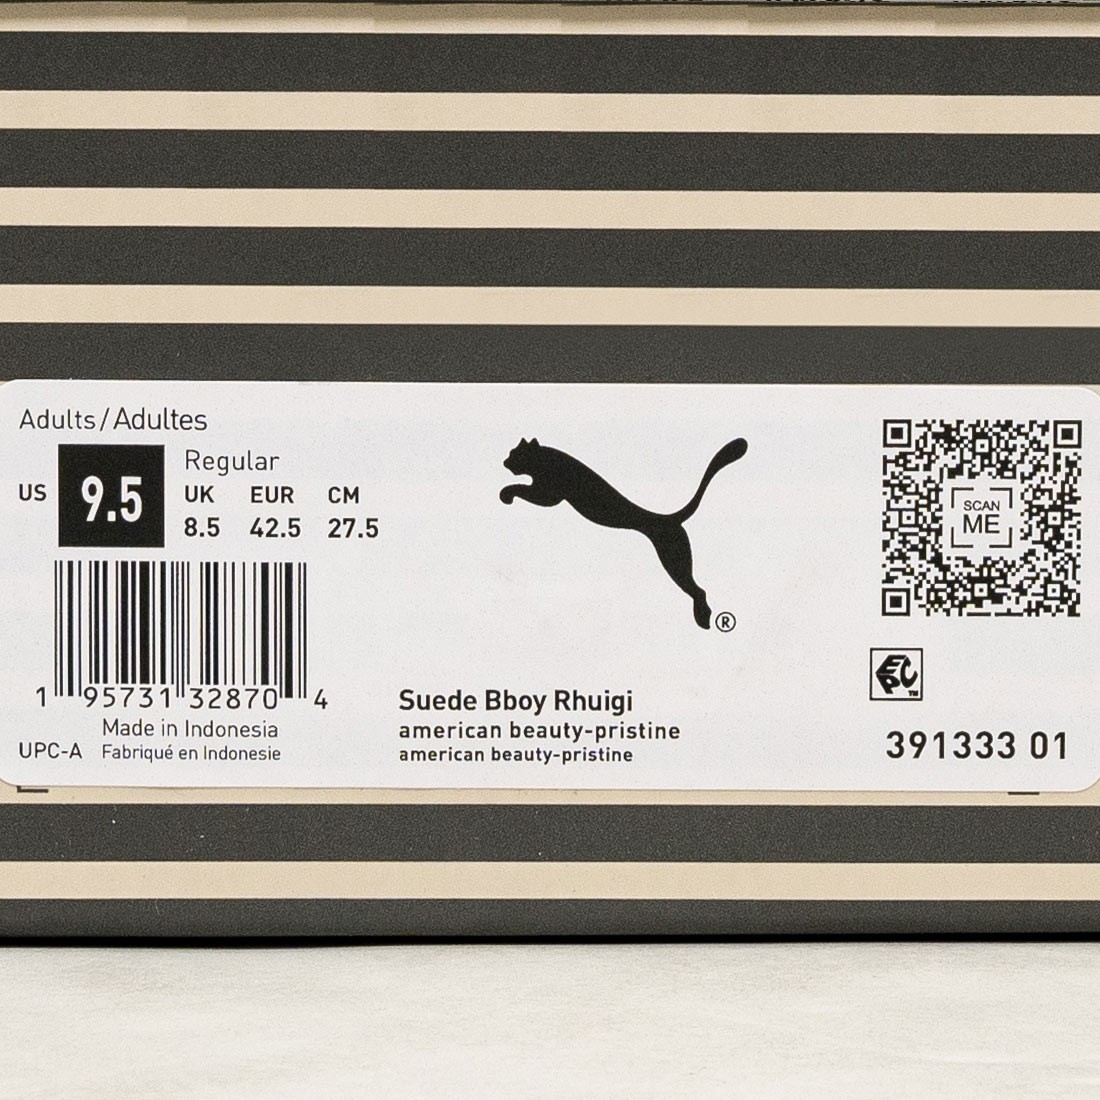 Adults/Adultes
Regular
US 9.5
UK EUR CM
8.5 42.5 27.5
SCAN
ME
®
EPC™
1 95731 32870 4
Made in Indonesia
UPC-A Fabriqué en Indonesie
Suede Bboy Rhuigi
american beauty-pristine
american beauty-pristine
391333 01